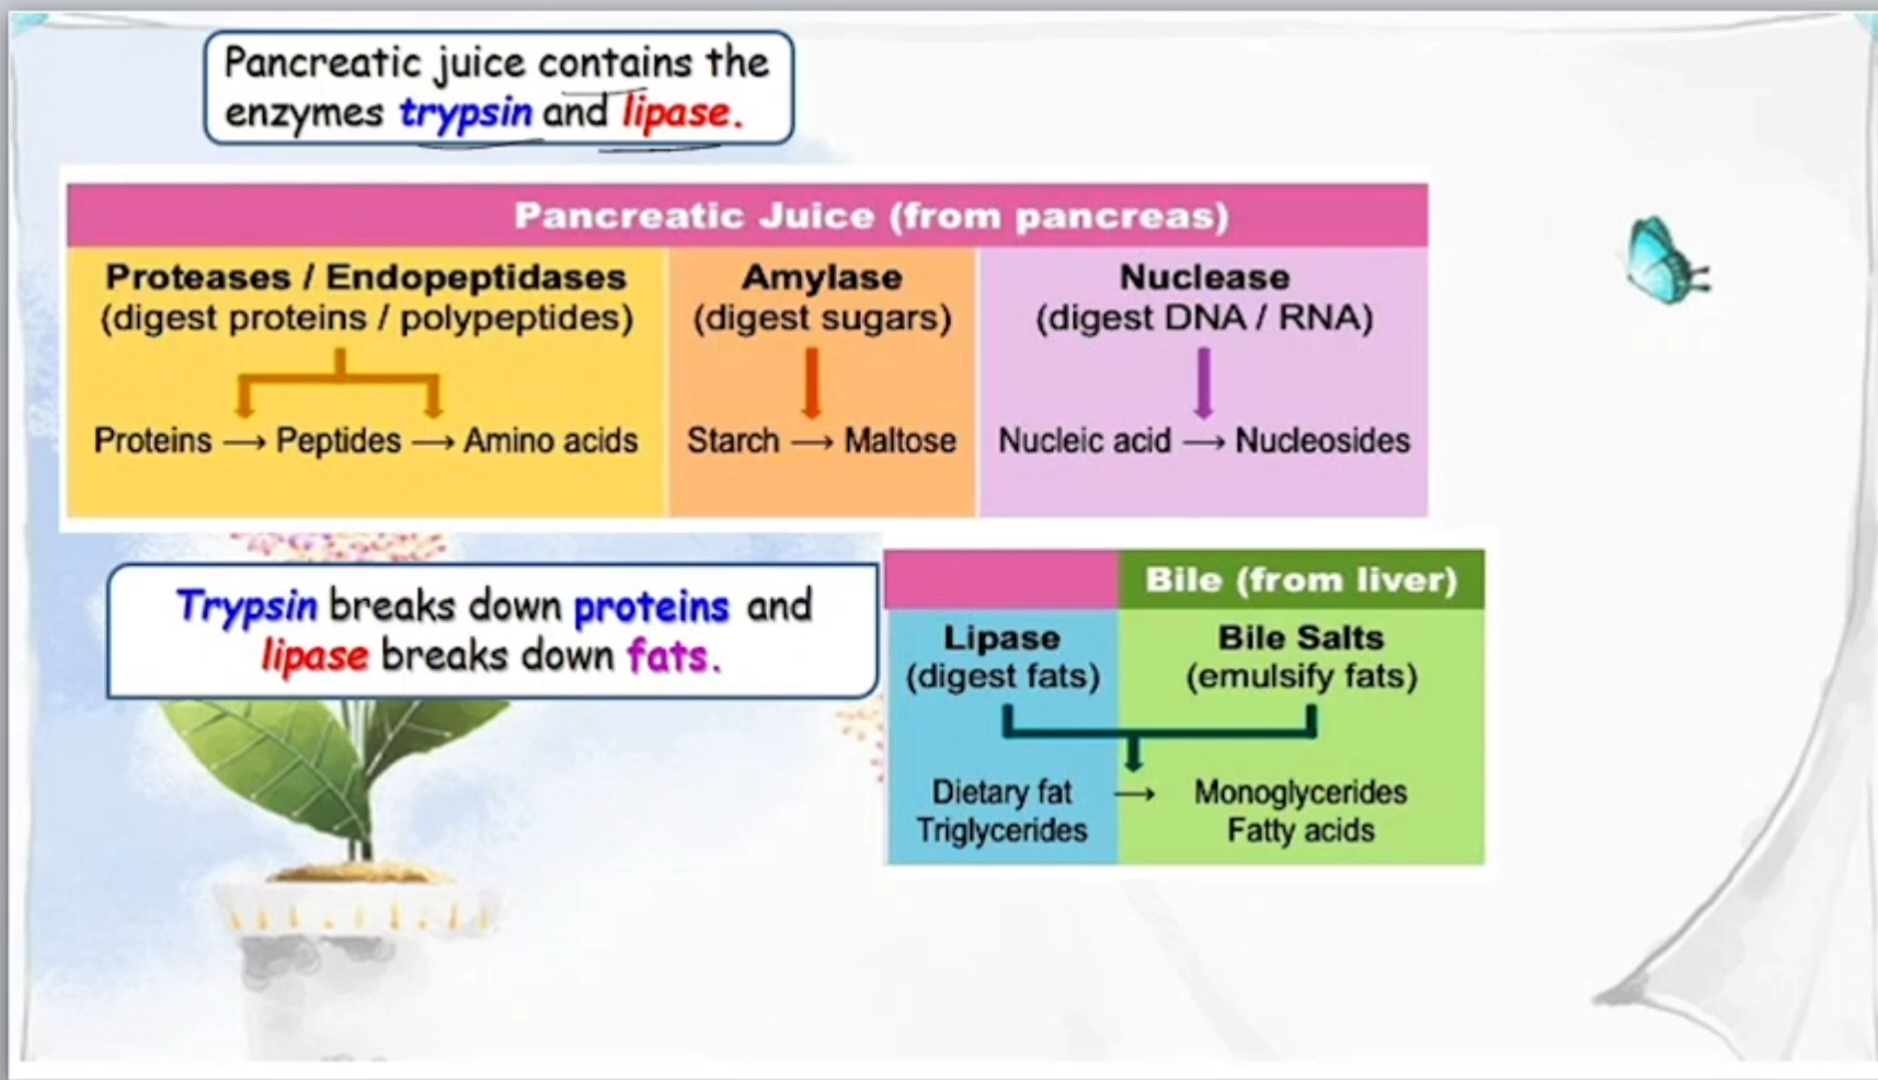 Pancreatic juice contains the
enzymes trypsin and lipase.
Pancreatic Juice (from pancreas)
Proteases / Endopeptidases
(digest proteins / polypeptides)
Proteins → Peptides → Amino acids
Amylase
(digest sugars)
Starch → Maltose
Nuclease
(digest DNA / RNA)
Nucleic acid → Nucleosides
Trypsin breaks down proteins and
lipase breaks down fats.
Bile (from liver)
Lipase
(digest fats)
Bile Salts
(emulsify fats)
Dietary fat → Monoglycerides
Triglycerides Fatty acids